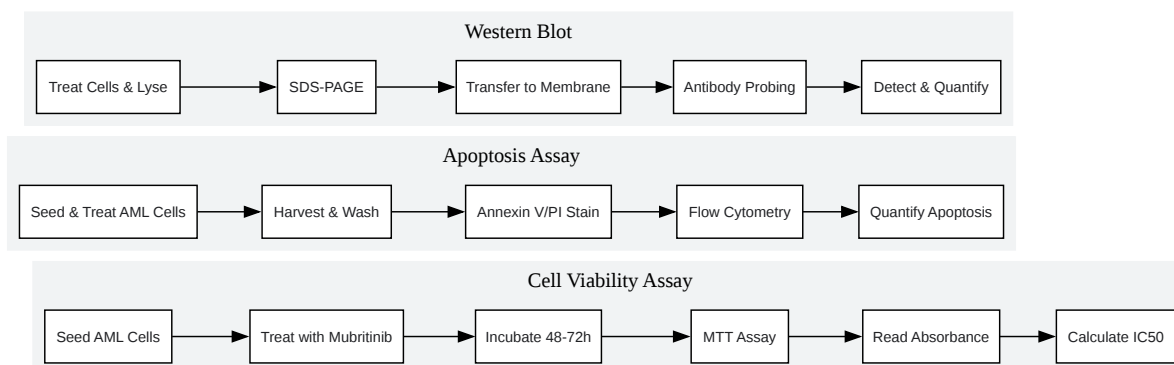 Western Blot
Treat Cells & Lyse
SDS-PAGE
Transfer to Membrane
Antibody Probing
Detect & Quantify
Apoptosis Assay
Seed & Treat AML Cells
Harvest & Wash
Annexin V/PI Stain
Flow Cytometry
Quantify Apoptosis
Cell Viability Assay
Seed AML Cells
Treat with Mubritinib
Incubate 48-72h
MTT Assay
Read Absorbance
Calculate IC50